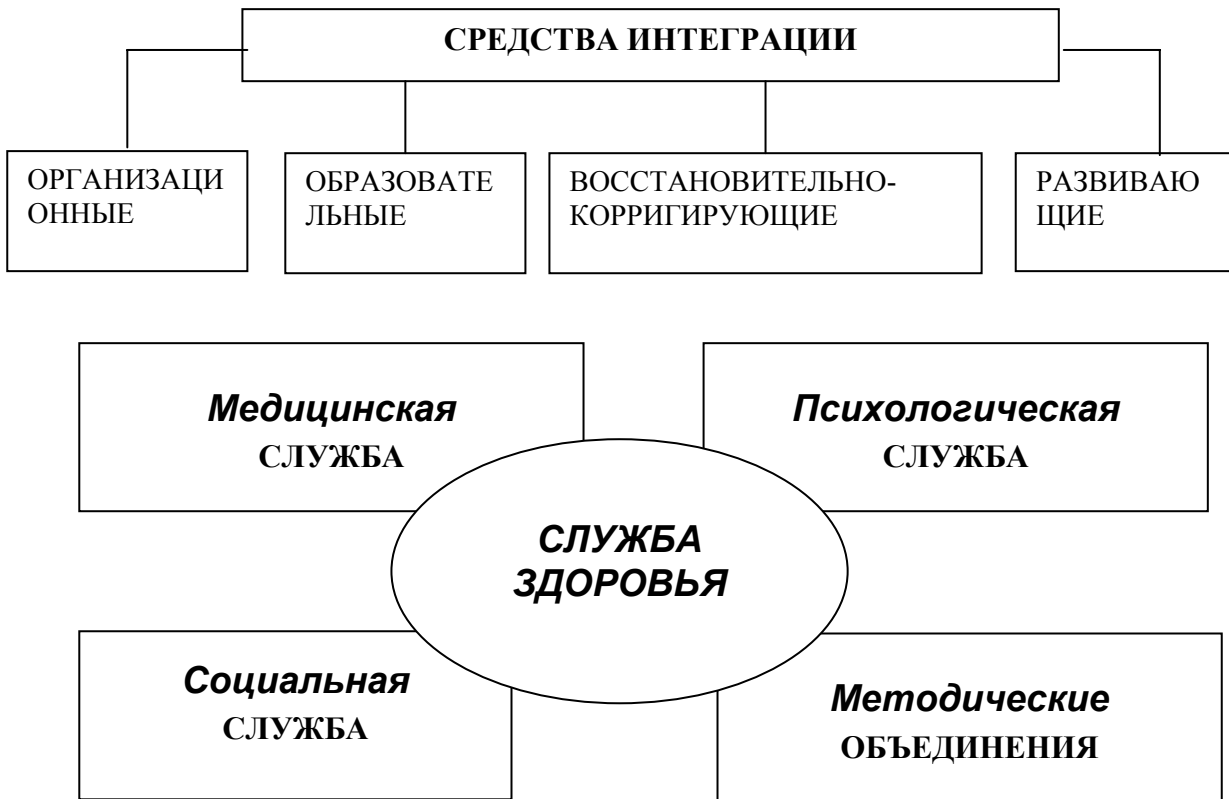 СРЕДСТВА ИНТЕГРАЦИИ
ОРГАНИЗАЦИ
ОННЫЕ
ОБРАЗОВАТЕ
ЛЬНЫЕ
ВОССТАНОВИТЕЛЬНО-
КОРРИГИРУЮЩИЕ
РАЗВИВАЮ
ЩИЕ
Медицинская
СЛУЖБА
Психологическая
СЛУЖБА
СЛУЖБА
ЗДОРОВЬЯ
Социальная
СЛУЖБА
Методические
ОБЪЕДИНЕНИЯ